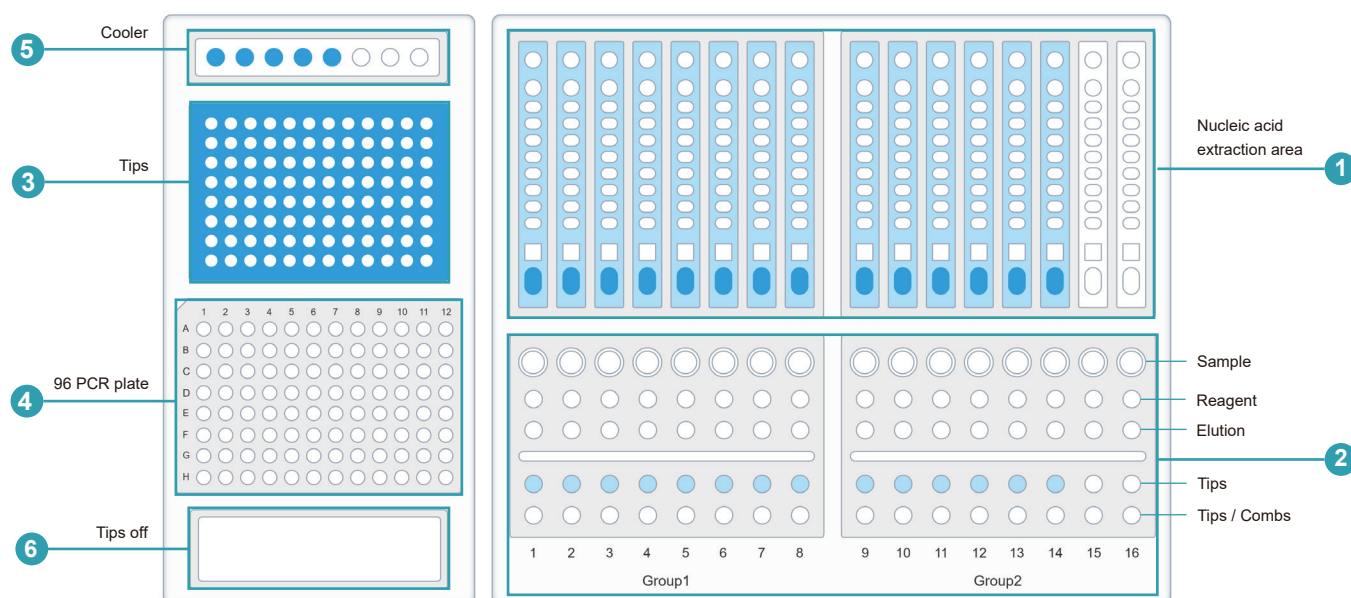 5
Cooler
3
Tips
4
96 PCR plate
1 2 3 4 5 6 7 8 9 10 11 12
A
B
C
D
E
F
G
H
6
Tips off
Nucleic acid
extraction area
1
Sample
Reagent
Elution
2
Tips
Tips / Combs
1 2 3 4 5 6 7 8 9 10 11 12 13 14 15 16
Group1 Group2